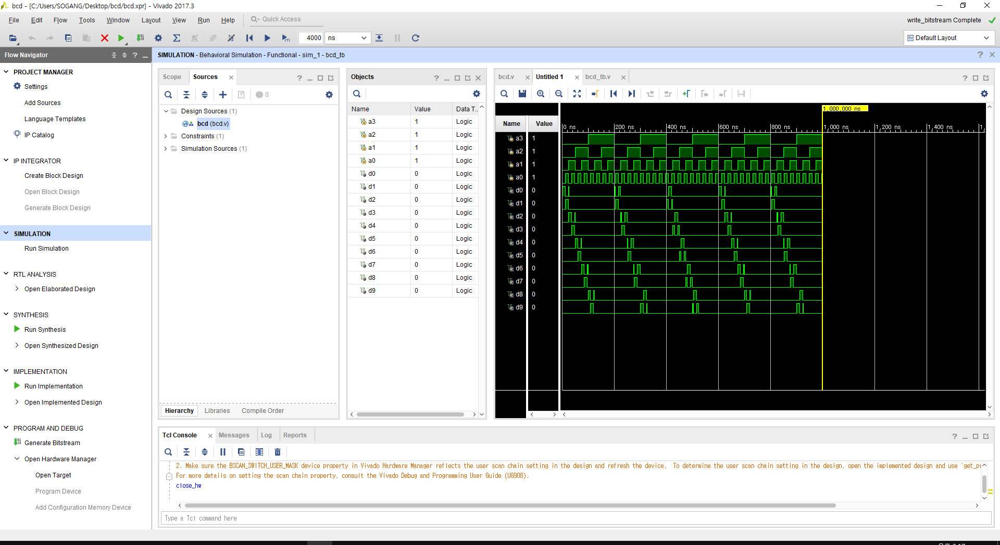 bcd - [C:/Users/SOGANG/Desktop/bcd/bcd.xpr] - Vivado 2017.3
File Edit Flow Tools Window Layout View Run Help Quick Access
write_bitstream Complete
4000 ns
Default Layout
Flow Navigator
SIMULATION - Behavioral Simulation - Functional - sim_1 - bcd_tb
PROJECT MANAGER
Settings
Add Sources
Language Templates
IP Catalog
IP INTEGRATOR
Create Block Design
Open Block Design
Generate Block Design
SIMULATION
Run Simulation
RTL ANALYSIS
Open Elaborated Design
SYNTHESIS
Run Synthesis
Open Synthesized Design
IMPLEMENTATION
Run Implementation
Open Implemented Design
PROGRAM AND DEBUG
Generate Bitstream
Open Hardware Manager
Open Target
Program Device
Add Configuration Memory Device
Scope Sources
0
Design Sources (1)
bcd (bcd.v)
Constraints (1)
Simulation Sources (1)
Hierarchy Libraries Compile Order
Objects
Name Value Data T...
a3 1 Logic
a2 1 Logic
a1 1 Logic
a0 1 Logic
d0 0 Logic
d1 0 Logic
d2 0 Logic
d3 0 Logic
d4 0 Logic
d5 0 Logic
d6 0 Logic
d7 0 Logic
d8 0 Logic
d9 0 Logic
bcd.v Untitled 1 bcd_tb.v
1,000,000 ns
Name Value
0 ns 200 ns 400 ns 600 ns 800 ns 1,000 ns 1,200 ns 1,400 ns 1,
a3 1
a2 1
a1 1
a0 1
d0 0
d1 0
d2 0
d3 0
d4 0
d5 0
d6 0
d7 0
d8 0
d9 0
Tcl Console Messages Log Reports
2. Make sure the BSCAN_SWITCH_USER_MASK device property in Vivado Hardware Manager reflects the user scan chain setting in the design and refresh the device. To determine the user scan chain setting in the design, open the implemented design and use 'get_p
For more details on setting the scan chain property, consult the Vivado Debug and Programming User Guide (UG908).
close_hw
Type a Tcl command here